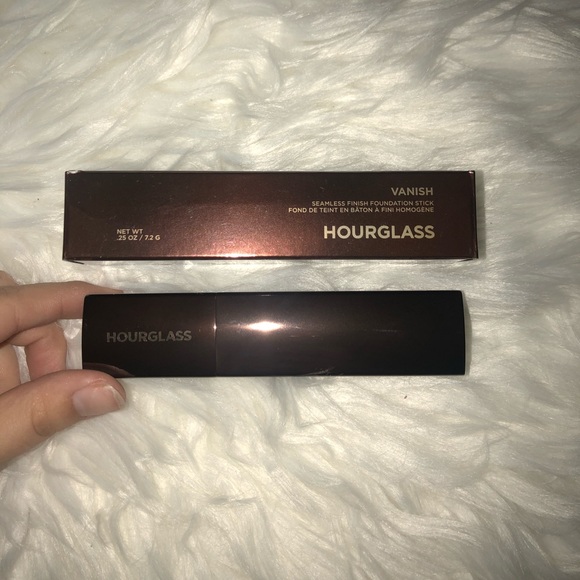 VANISH
SEAMLESS FINISH FOUNDATION STICK
FOND DE TEINT EN BÂTON À FINI HOMOGÈNE
NET WT
.25 OZ / 7.2 G
HOURGLASS
HOURGLASS